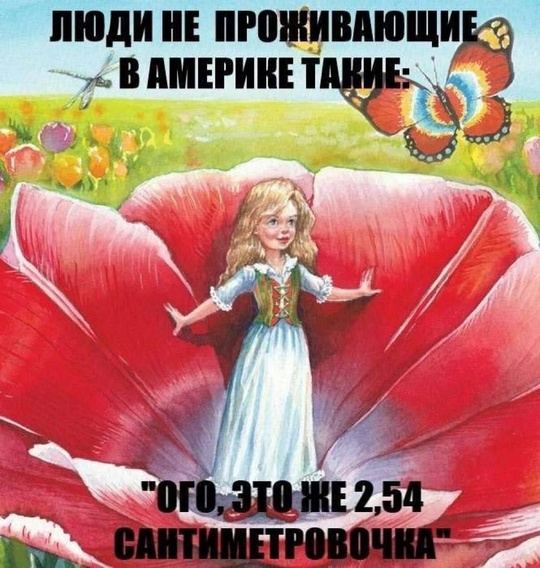 ЛЮДИ НЕ ПРОЖИВАЮЩИЕ
В АМЕРИКЕ ТАКИЕ:
"ОГО, ЭТО ЖЕ 2,54
САНТИМЕТРОВОЧКА"